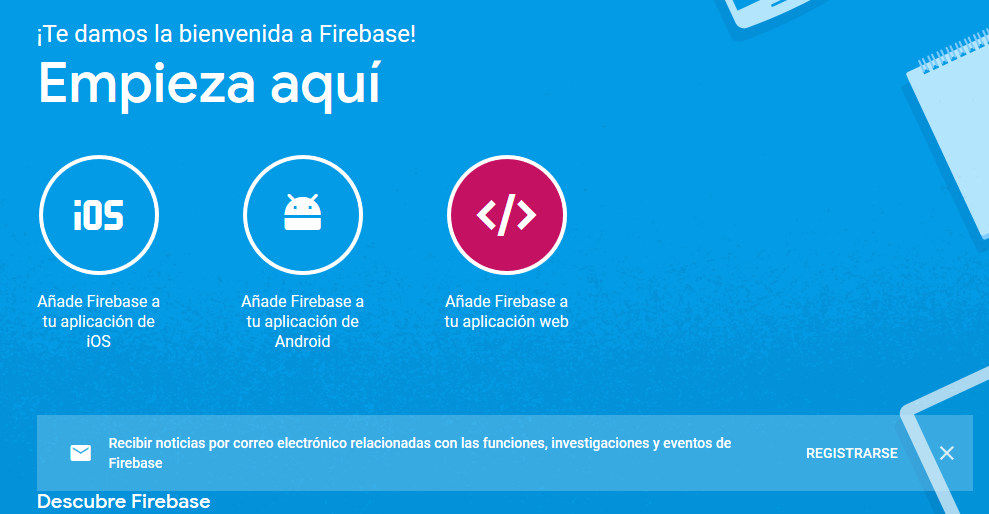 ¡Te damos la bienvenida a Firebase!
Empieza aquí
iOS
</>
Añade Firebase a
tu aplicación de
iOS
Añade Firebase a
tu aplicación de
Android
Añade Firebase a
tu aplicación web
Recibir noticias por correo electrónico relacionadas con las funciones, investigaciones y eventos de
Firebase
REGISTRARSE
Descubre Firebase